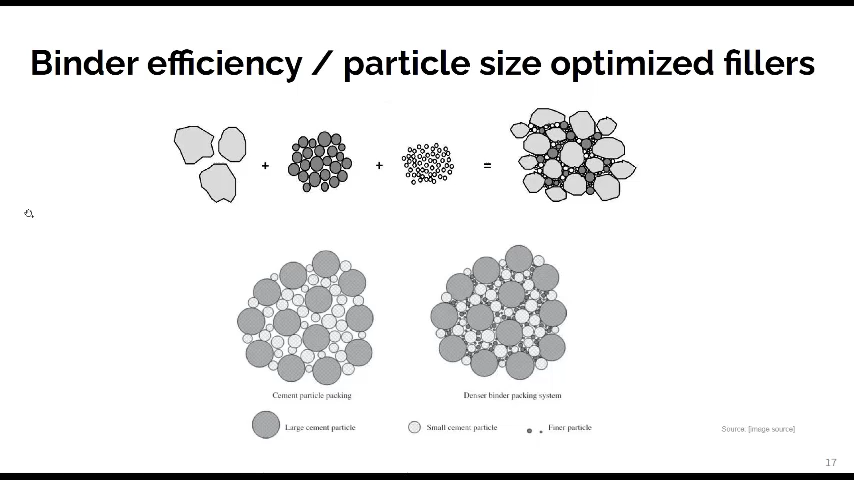 Binder efficiency / particle size optimized fillers
+ + =
Cement particle packing Denser binder packing system
Large cement particle Small cement particle Finer particle
Source: [image source]
17